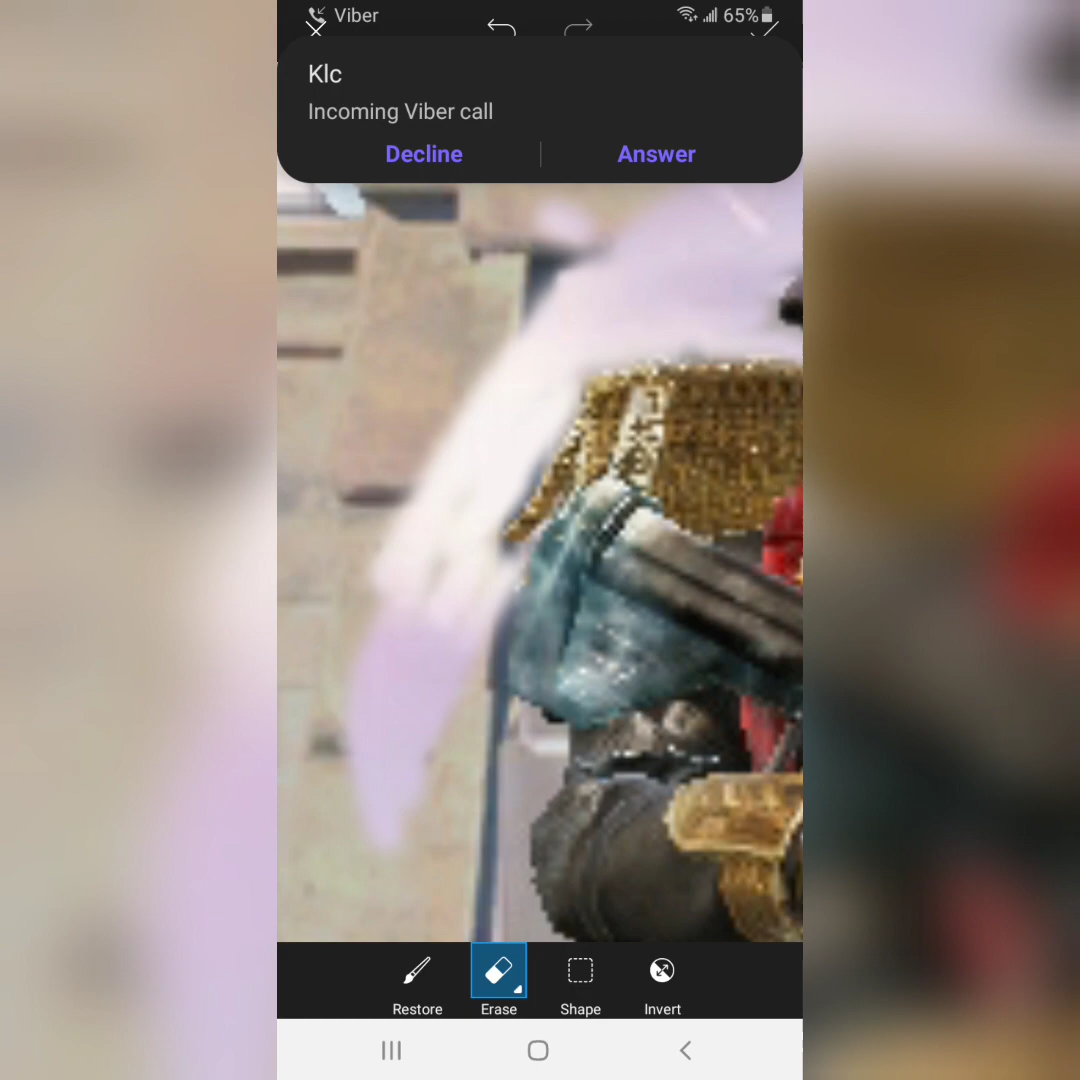 Viber 65%
Klc
Incoming Viber call
Decline Answer
Restore Erase Shape Invert